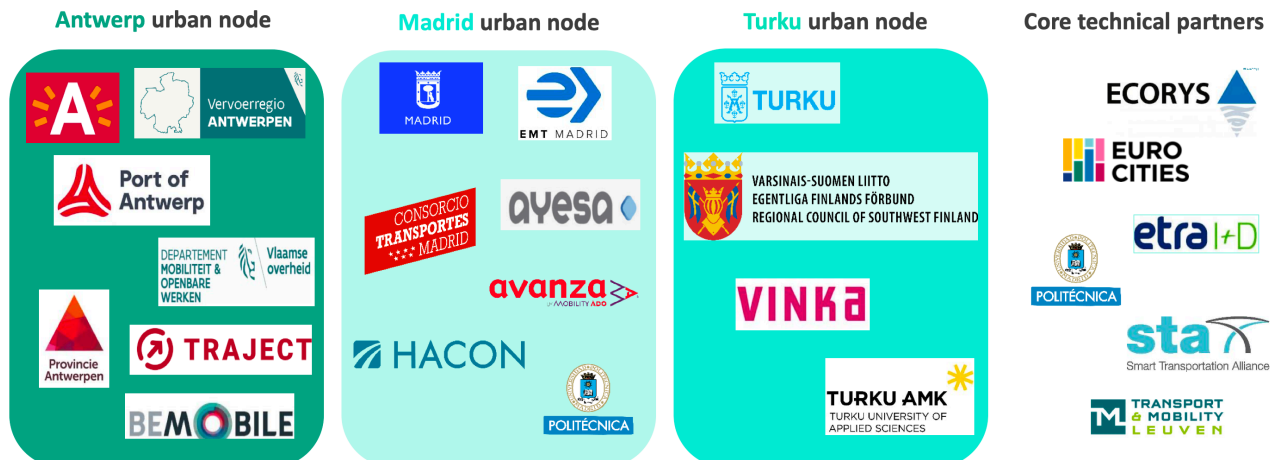 Antwerp urban node
A
Vervoerregio
ANTWERPEN
Port of
Antwerp
DEPARTEMENT
MOBILITEIT &
OPENBARE
WERKEN
Vlaamse
overheid
Provincie
Antwerpen
TRAJECT
BEMOBILE
Madrid urban node
MADRID
EMT MADRID
CONSORCIO
TRANSPORTES
MADRID
ayesa
avanza
MOBILITY ADO
HACON
POLITÉCNICA
Turku urban node
TURKU
VARSINAIS-SUOMEN LIITTO
EGENTLIGA FINLANDS FÖRBUND
REGIONAL COUNCIL OF SOUTHWEST FINLAND
VINKA
TURKU AMK
TURKU UNIVERSITY OF
APPLIED SCIENCES
Core technical partners
ECORYS
EURO
CITIES
etra I+D
POLITÉCNICA
sta
Smart Transportation Alliance
TML
TRANSPORT
& MOBILITY
LEUVEN